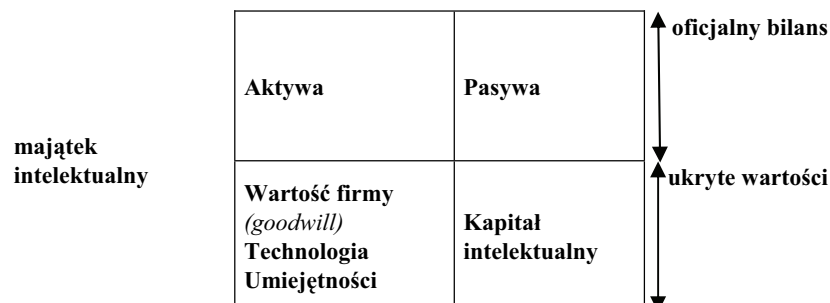 oficjalny bilans
Aktywa
Pasywa
majątek
intelektualny
ukryte wartości
Wartość firmy
(goodwill)
Technologia
Umiejętności
Kapitał
intelektualny